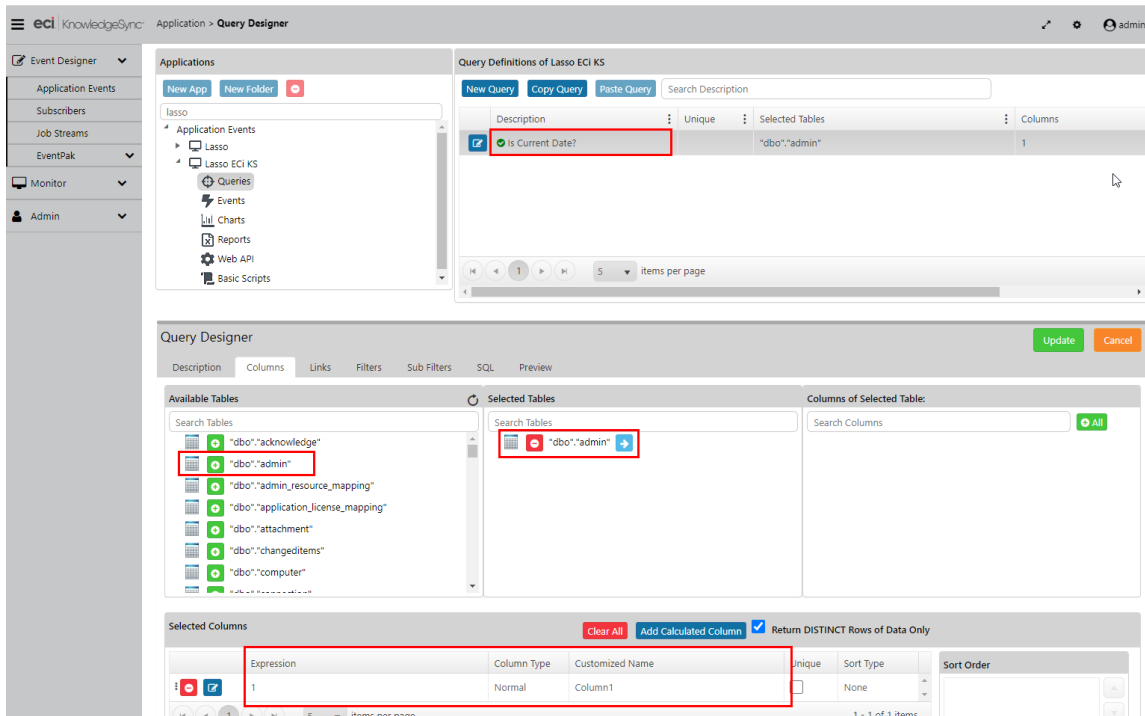 eci KnowledgeSync Application > Query Designer admin
Event Designer
Application Events
Subscribers
Job Streams
EventPak
Monitor
Admin
Applications
New App New Folder
lasso
Application Events
Lasso
Lasso ECi KS
Queries
Events
Charts
Reports
Web API
Basic Scripts
Query Definitions of Lasso ECi KS
New Query Copy Query Paste Query Search Description
Description Unique Selected Tables Columns
Is Current Date? "dbo"."admin" 1
1 5 items per page
Query Designer Update Cancel
Description Columns Links Filters Sub Filters SQL Preview
Available Tables
Search Tables
"dbo"."acknowledge"
"dbo"."admin"
"dbo"."admin_resource_mapping"
"dbo"."application_license_mapping"
"dbo"."attachment"
"dbo"."changeditems"
"dbo"."computer"
"dbo"."connection"
Selected Tables
Search Tables
"dbo"."admin"
Columns of Selected Table:
Search Columns All
Selected Columns Clear All Add Calculated Column Return DISTINCT Rows of Data Only
Expression Column Type Customized Name Unique Sort Type Sort Order
1 Normal Column1 None
1 5 items per page 1 - 1 of 1 items